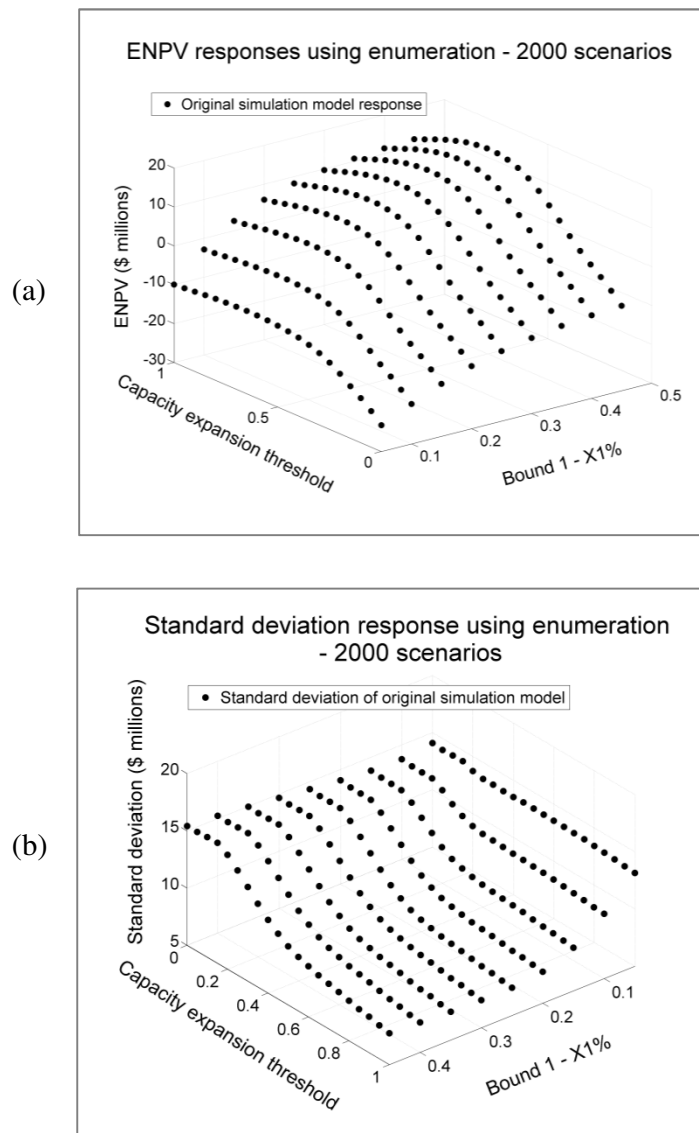 (a)
ENPV responses using enumeration - 2000 scenarios
Original simulation model response
ENPV ($ millions)
20
10
0
-10
-20
-30
1
0.5
0
Capacity expansion threshold
0.1
0.2
0.3
0.4
0.5
Bound 1 - X1%
(b)
Standard deviation response using enumeration
- 2000 scenarios
Standard deviation of original simulation model
Standard deviation ($ millions)
20
15
10
5
0
0.2
0.4
0.6
0.8
1
Capacity expansion threshold
0.4
0.3
0.2
0.1
Bound 1 - X1%